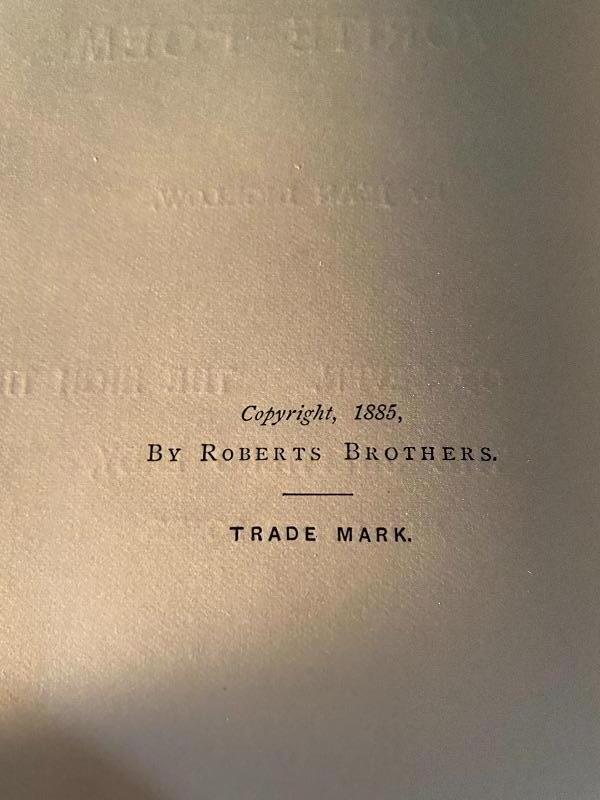 Copyright, 1885,
BY ROBERTS BROTHERS.
TRADE MARK.